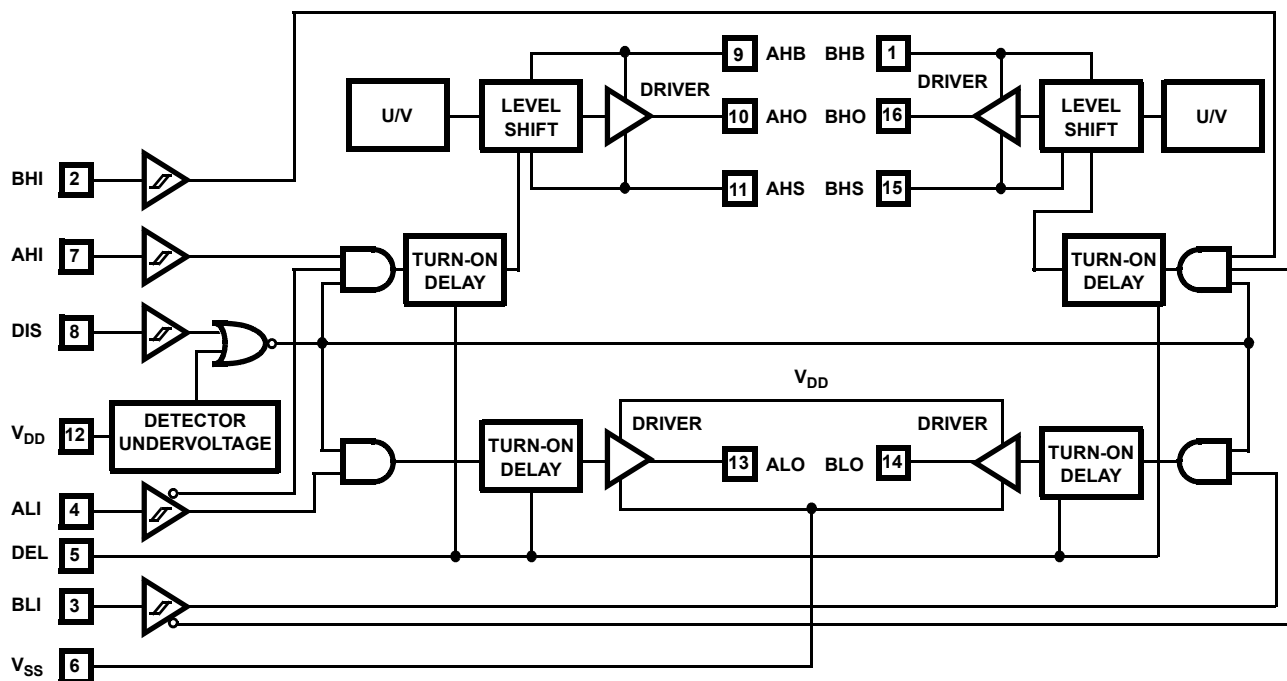 9 AHB BHB 1
DRIVER DRIVER
U/V LEVEL SHIFT 10 AHO BHO 16 LEVEL SHIFT U/V
BHI 2
11 AHS BHS 15
AHI 7
TURN-ON DELAY
TURN-ON DELAY
DIS 8
VDD
VDD 12
DETECTOR UNDERVOLTAGE
DRIVER DRIVER
TURN-ON DELAY
13 ALO BLO 14
TURN-ON DELAY
ALI 4
DEL 5
BLI 3
VSS 6